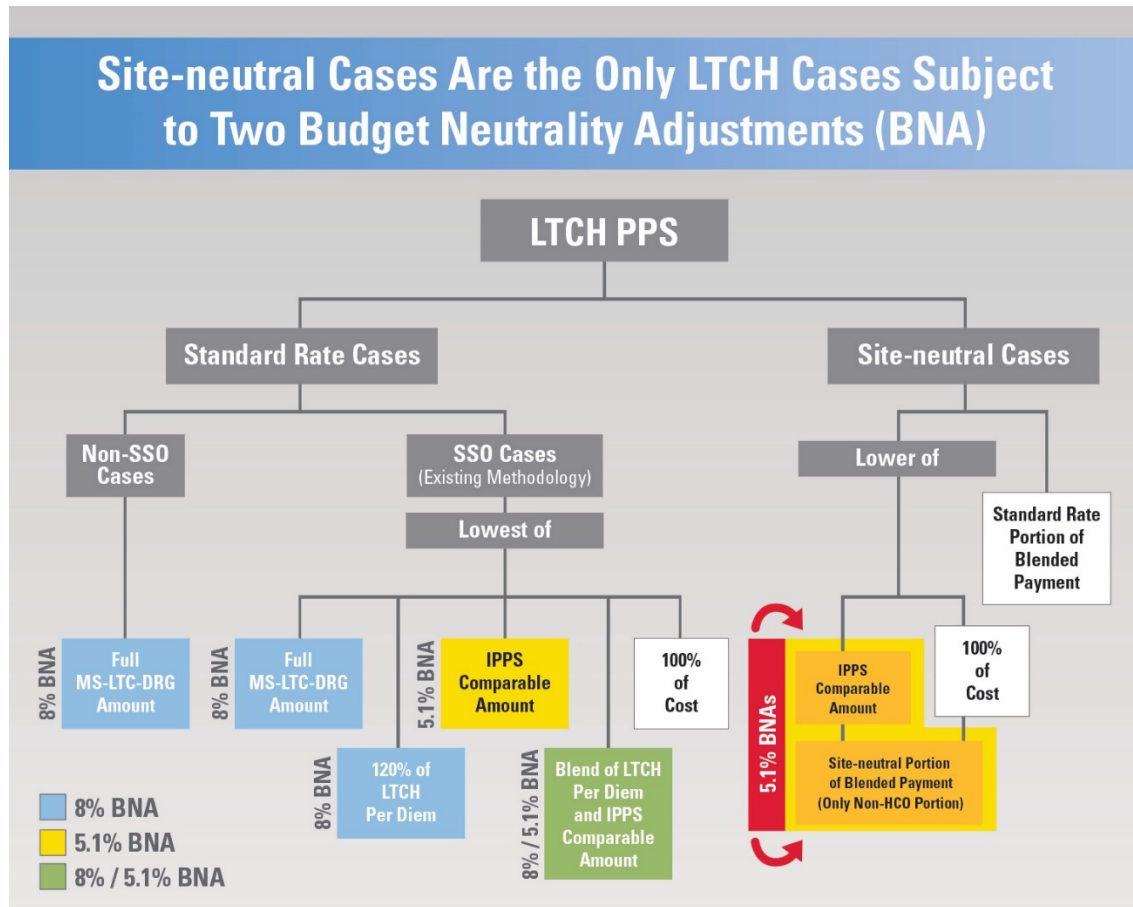 Site-neutral Cases Are the Only LTCH Cases Subject
to Two Budget Neutrality Adjustments (BNA)
LTCH PPS
Standard Rate Cases
Site-neutral Cases
Non-SSO
Cases
SSO Cases
(Existing Methodology)
Lowest of
Lower of
Standard Rate
Portion of
Blended
Payment
8% BNA
Full
MS-LTC-DRG
Amount
8% BNA
Full
MS-LTC-DRG
Amount
8% BNA
120% of
LTCH
Per Diem
5.1% BNA
IPPS
Comparable
Amount
8% / 5.1% BNA
Blend of LTCH
Per Diem
and IPPS
Comparable
Amount
100%
of
Cost
5.1% BNAs
IPPS
Comparable
Amount
100%
of
Cost
Site-neutral Portion
of Blended Payment
(Only Non-HCO Portion)
8% BNA
5.1% BNA
8% / 5.1% BNA